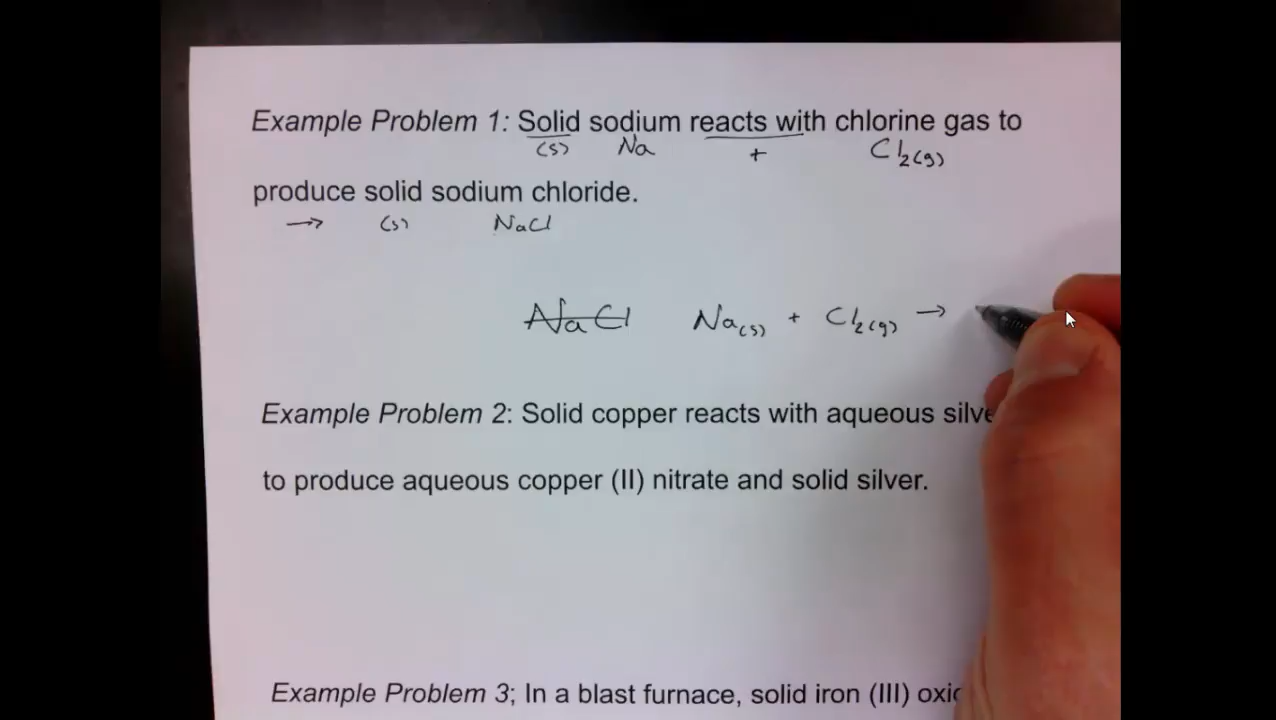 Example Problem 1: Solid sodium reacts with chlorine gas to
(s) Na + Cl₂(g)
produce solid sodium chloride.
→ (s) NaCl
NaCl Na(s) + Cl₂(g) →
Example Problem 2: Solid copper reacts with aqueous
to produce aqueous copper (II) nitrate and solid silver.
Example Problem 3; In a blast furnace, solid iron (III)